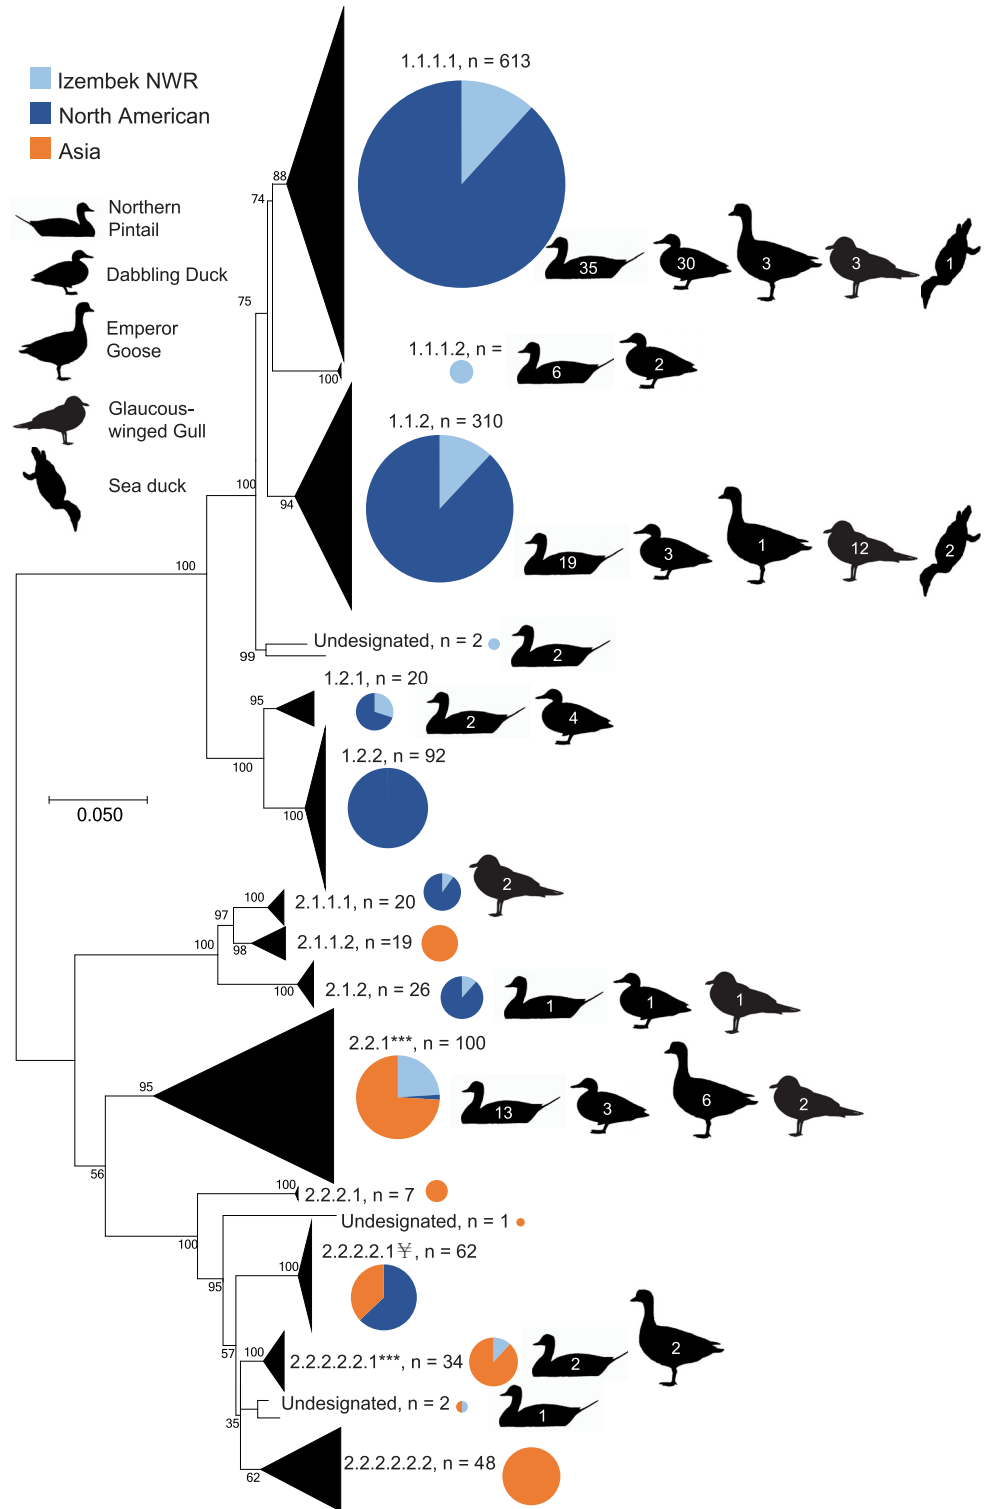 Izembek NWR
North American
Asia
Northern
Pintail
Dabbling Duck
Emperor
Goose
Glaucous-
winged Gull
Sea duck
1.1.1.1, n = 613
88
74
35
30
3
3
1
75
1.1.1.2, n =
100
6
2
1.1.2, n = 310
100
94
19
3
1
12
2
100
Undesignated, n = 2
99
2
1.2.1, n = 20
95
2
4
100
1.2.2, n = 92
100
0.050
2.1.1.1, n = 20
100
97
2
2.1.1.2, n =19
98
100
2.1.2, n = 26
100
1
1
1
2.2.1***, n = 100
95
13
3
6
2
56
2.2.2.1, n = 7
100
Undesignated, n = 1
100
95
2.2.2.2.1¥, n = 62
100
57
2.2.2.2.2.1***, n = 34
100
2
2
Undesignated, n = 2
1
35
2.2.2.2.2.2, n = 48
62